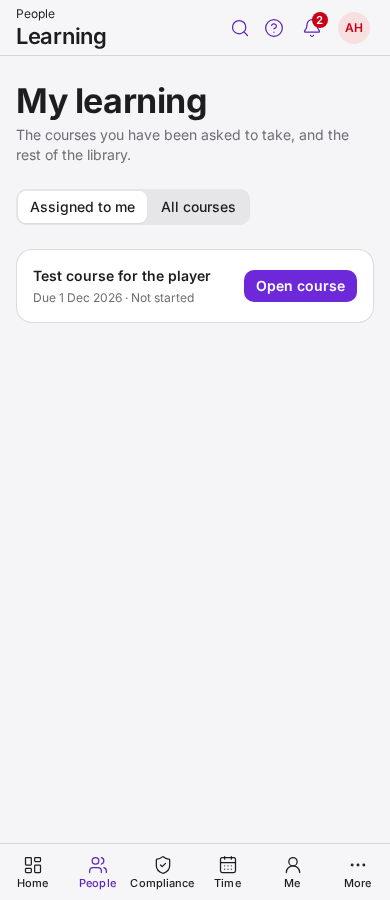 People
Learning
2
AH
My learning
The courses you have been asked to take, and the
rest of the library.
Assigned to me
All courses
Test course for the player
Due 1 Dec 2026 · Not started
Open course
Home
People
Compliance
Time
Me
More